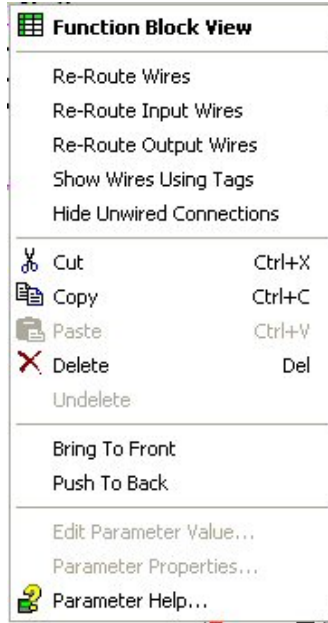 Function Block View
Re-Route Wires
Re-Route Input Wires
Re-Route Output Wires
Show Wires Using Tags
Hide Unwired Connections
Cut Ctrl+X
Copy Ctrl+C
Paste Ctrl+V
Delete Del
Undelete
Bring To Front
Push To Back
Edit Parameter Value...
Parameter Properties...
Parameter Help...